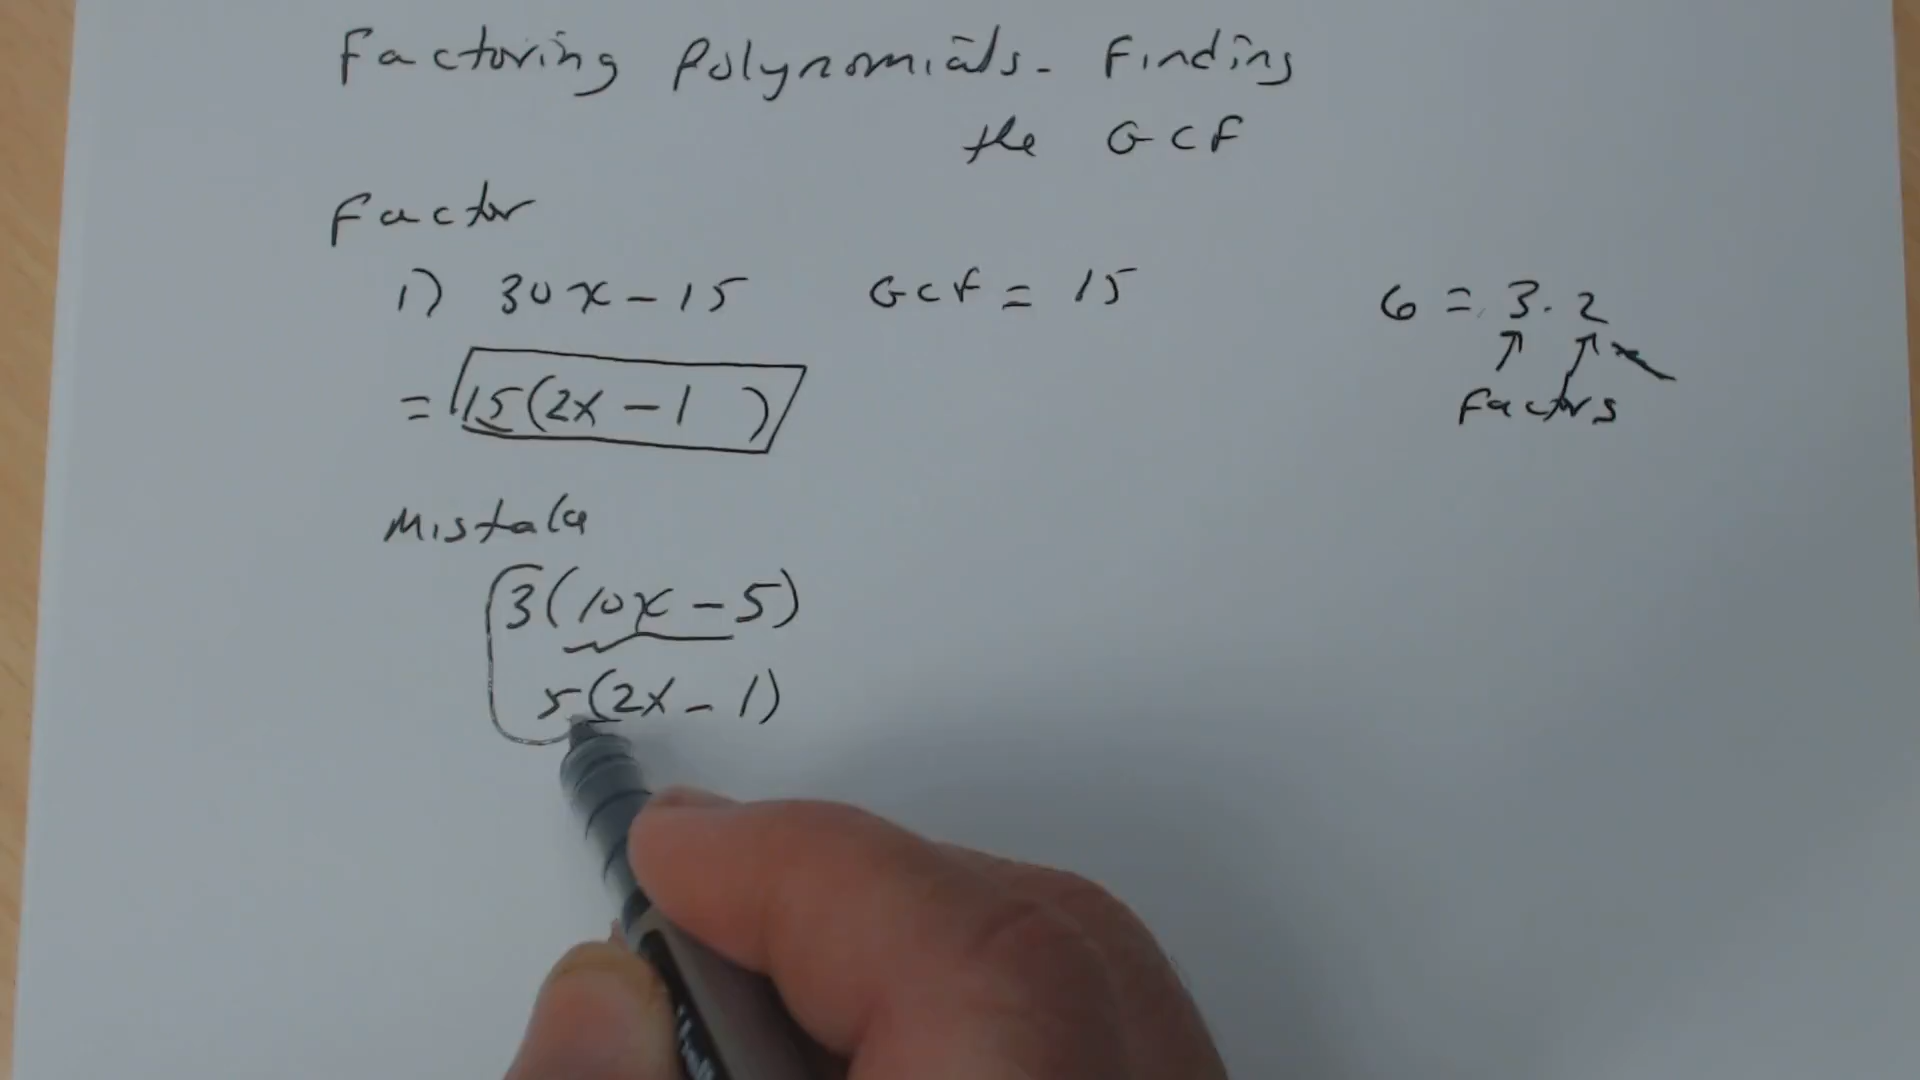 Factoring Polynomials - Finding
the GCF
Factor
1) 30x - 15 GCF = 15 6 = 3 · 2
= 15(2x - 1 ) Factors
Mistake
3(10x - 5)
5(2x - 1)